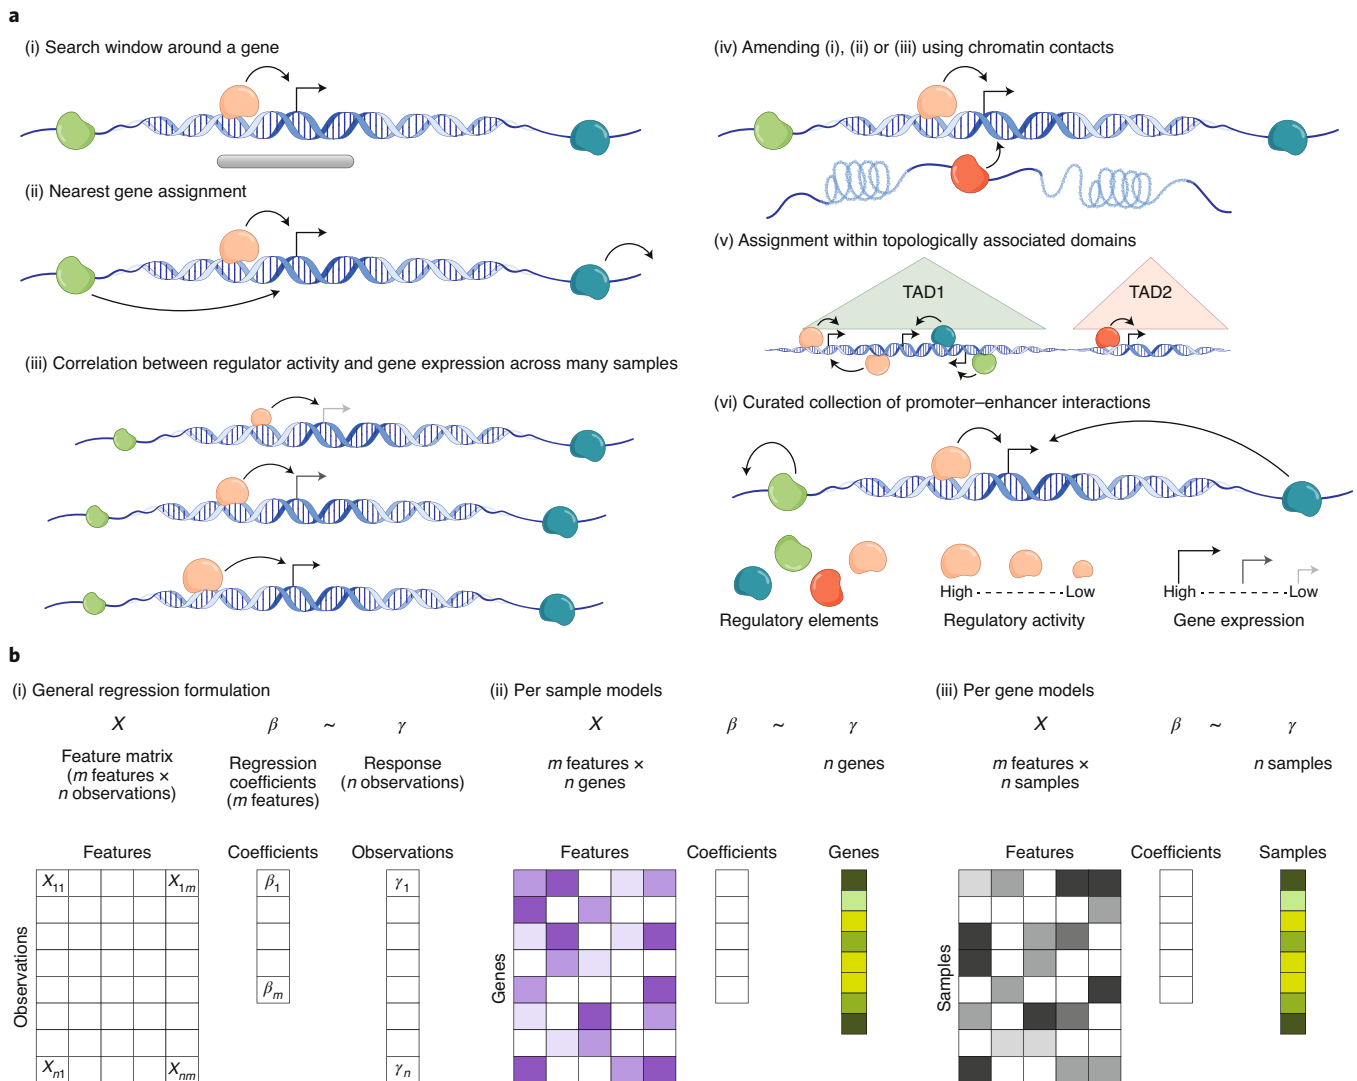 a
(i) Search window around a gene
(ii) Nearest gene assignment
(iii) Correlation between regulator activity and gene expression across many samples
(iv) Amending (i), (ii) or (iii) using chromatin contacts
(v) Assignment within topologically associated domains
TAD1
TAD2
(vi) Curated collection of promoter–enhancer interactions
High
Low
High
Low
Regulatory elements
Regulatory activity
Gene expression
b
(i) General regression formulation
X
β
~
γ
Feature matrix
(m features ×
n observations)
Regression
coefficients
(m features)
Response
(n observations)
Features
Coefficients
Observations
Observations
X11
X1m
Xn1
Xnm
β1
βm
γ1
γn
(ii) Per sample models
X
β
~
γ
m features ×
n genes
n genes
Features
Coefficients
Genes
Genes
(iii) Per gene models
X
β
~
γ
m features ×
n samples
n samples
Features
Coefficients
Samples
Samples